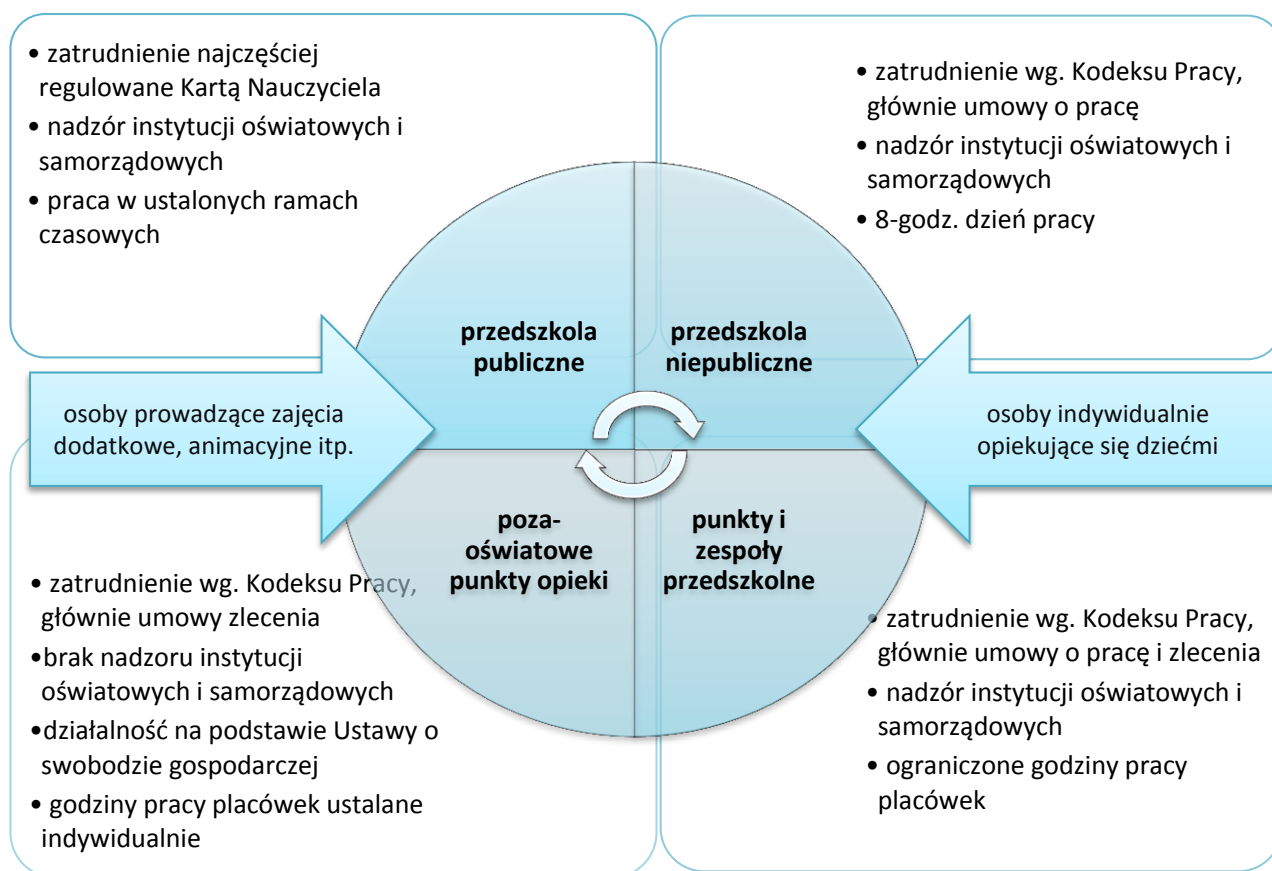 • zatrudnienie najczęściej
regulowane Kartą Nauczyciela
• nadzór instytucji oświatowych i
samorządowych
• praca w ustalonych ramach
czasowych
• zatrudnienie wg. Kodeksu Pracy,
głównie umowy o pracę
• nadzór instytucji oświatowych i
samorządowych
• 8-godz. dzień pracy
przedszkola
publiczne
przedszkola
niepubliczne
osoby prowadzące zajęcia
dodatkowe, animacyjne itp.
osoby indywidualnie
opiekujące się dziećmi
poza-
oświatowe
punkty opieki
punkty i
zespoły
przedszkolne
• zatrudnienie wg. Kodeksu Pracy,
głównie umowy zlecenia
•brak nadzoru instytucji
oświatowych i samorządowych
•działalność na podstawie Ustawy o
swobodzie gospodarczej
• godziny pracy placówek ustalane
indywidualnie
• zatrudnienie wg. Kodeksu Pracy,
głównie umowy o pracę i zlecenia
• nadzór instytucji oświatowych i
samorządowych
• ograniczone godziny pracy
placówek